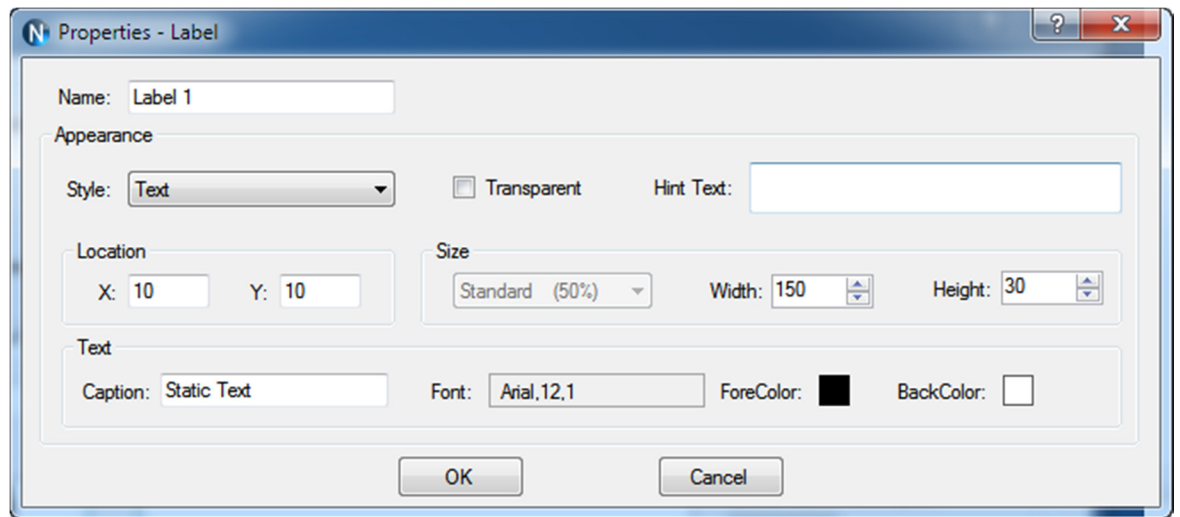 N Properties - Label ? X
Name: Label 1
Appearance
Style: Text Transparent Hint Text:
Location Size
X: 10 Y: 10 Standard (50%) Width: 150 Height: 30
Text
Caption: Static Text Font: Arial,12,1 ForeColor: BackColor:
OK Cancel